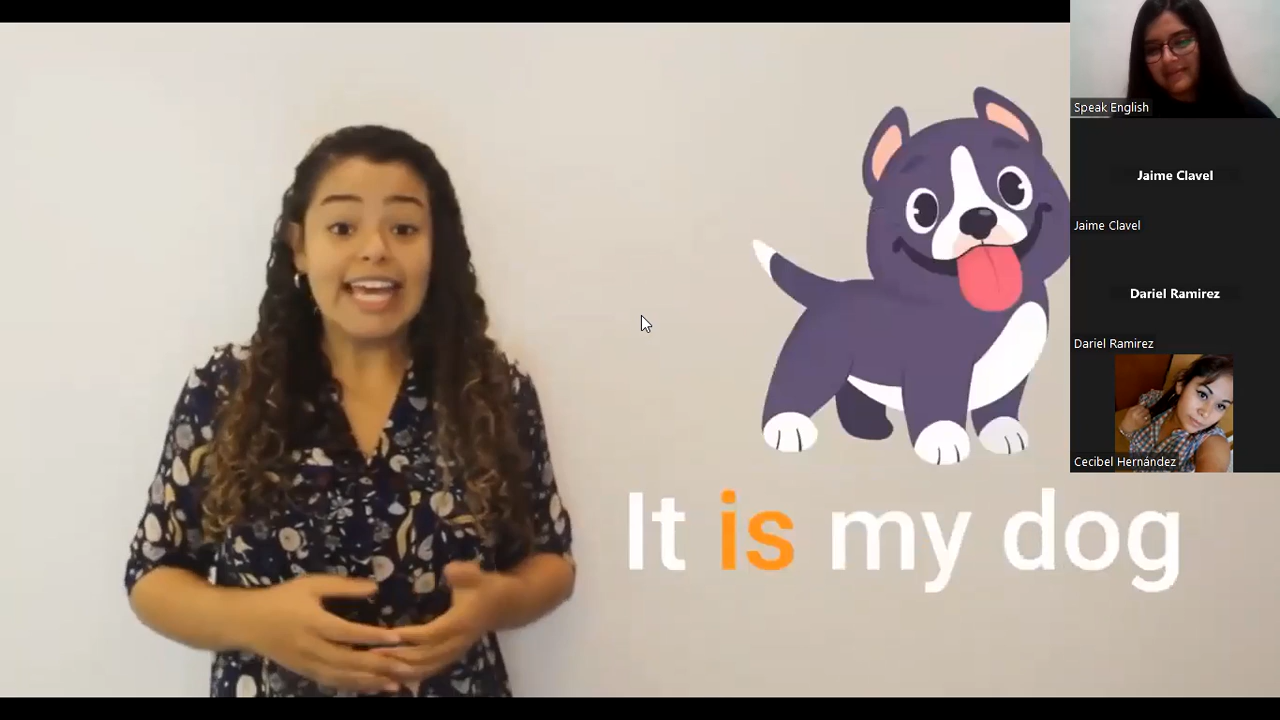 Speak English
Jaime Clavel
Jaime Clavel
Dariel Ramirez
Dariel Ramirez
Cecibel Hernández
It is my dog